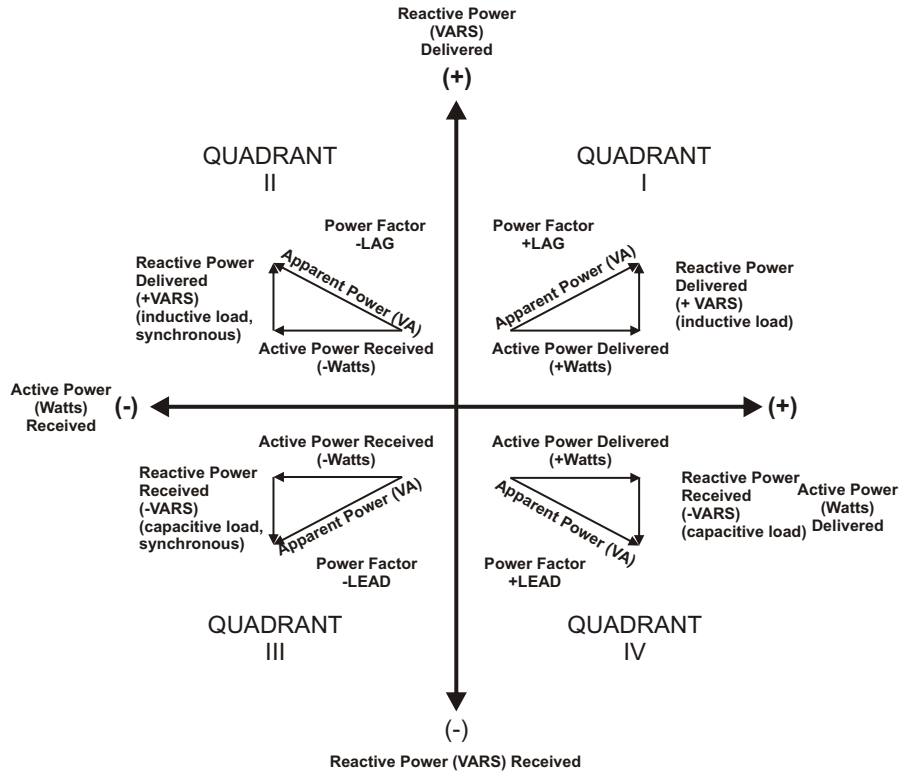 Reactive Power
(VARS)
Delivered
(+)
QUADRANT
II
QUADRANT
I
Power Factor
-LAG
Power Factor
+LAG
Reactive Power
Delivered
(+VARS)
(inductive load,
synchronous)
Apparent Power (VA)
Active Power Received
(-Watts)
Apparent Power (VA)
Reactive Power
Delivered
(+ VARS)
(inductive load)
Active Power Delivered
(+Watts)
Active Power
(Watts)
Received
(-)
(+)
Active Power Received
(-Watts)
Reactive Power
Received
(-VARS)
(capacitive load,
synchronous)
Apparent Power (VA)
Power Factor
-LEAD
Active Power Delivered
(+Watts)
Apparent Power (VA)
Reactive Power
Received
(-VARS)
(capacitive load)
Active Power
(Watts)
Delivered
Power Factor
+LEAD
QUADRANT
III
QUADRANT
IV
(-)
Reactive Power (VARS) Received